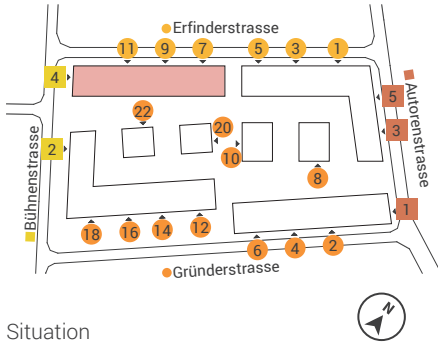 Erfinderstrasse
11 9 7 5 3 1
4
5
22
20
3
Autorenstrasse
2
10
8
Bühnenstrasse
18 16 14 12
1
6 4 2
Gründerstrasse
N
Situation